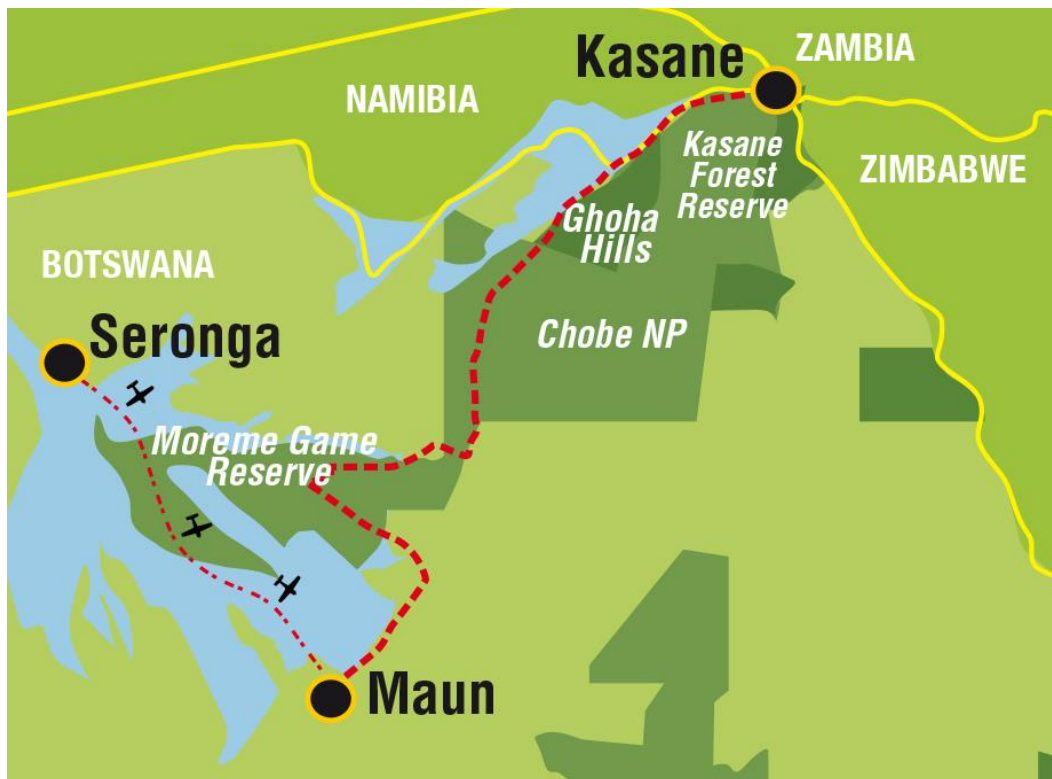 Kasane
ZAMBIA
NAMIBIA
Kasane
Forest
Reserve
ZIMBABWE
Ghoha
Hills
BOTSWANA
Seronga
Chobe NP
Moreme Game
Reserve
Maun